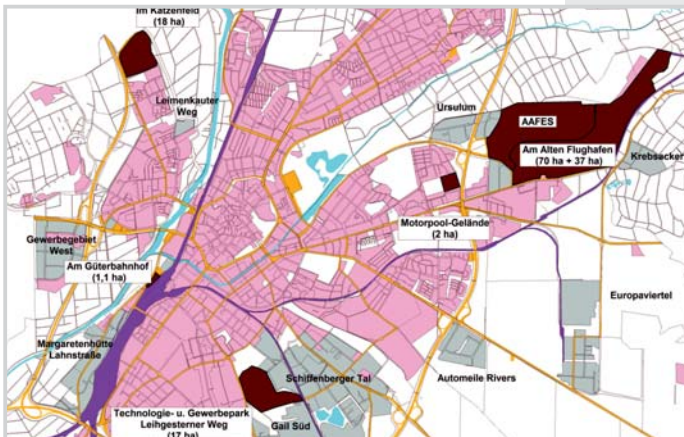 Im Katzenfeld
(18 ha)
Leimenkauter
Weg
Ursulum
AAFES
Am Alten Flughafen
(70 ha + 37 ha)
Krebsacker
Motorpool-Gelände
(2 ha)
Gewerbegebiet
West
Am Güterbahnhof
(1,1 ha)
Europaviertel
Margaretenhütte
Lahnstraße
Schiffenberger Tal
Automeile Rivers
Technologie- u. Gewerbepark
Leihgesterner Weg
(17 ha)
Gail Süd